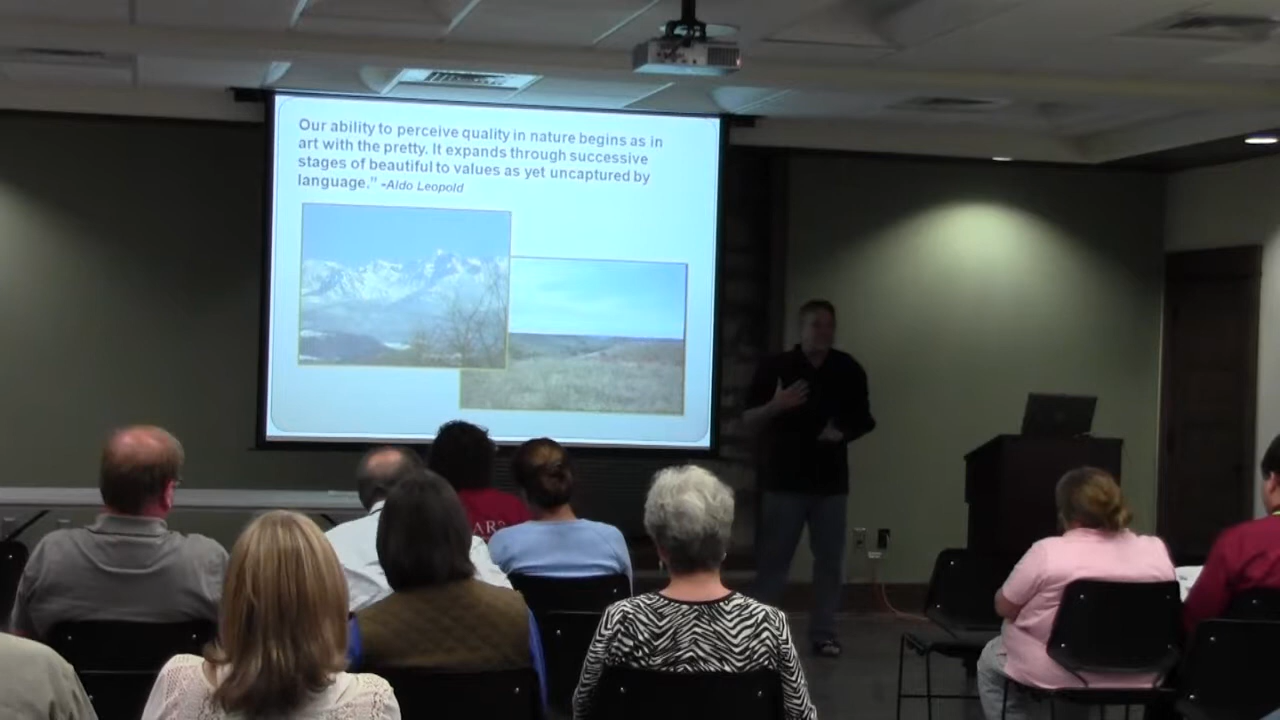 Our ability to perceive quality in nature begins as in
art with the pretty. It expands through successive
stages of beautiful to values as yet uncaptured by
language.” -Aldo Leopold